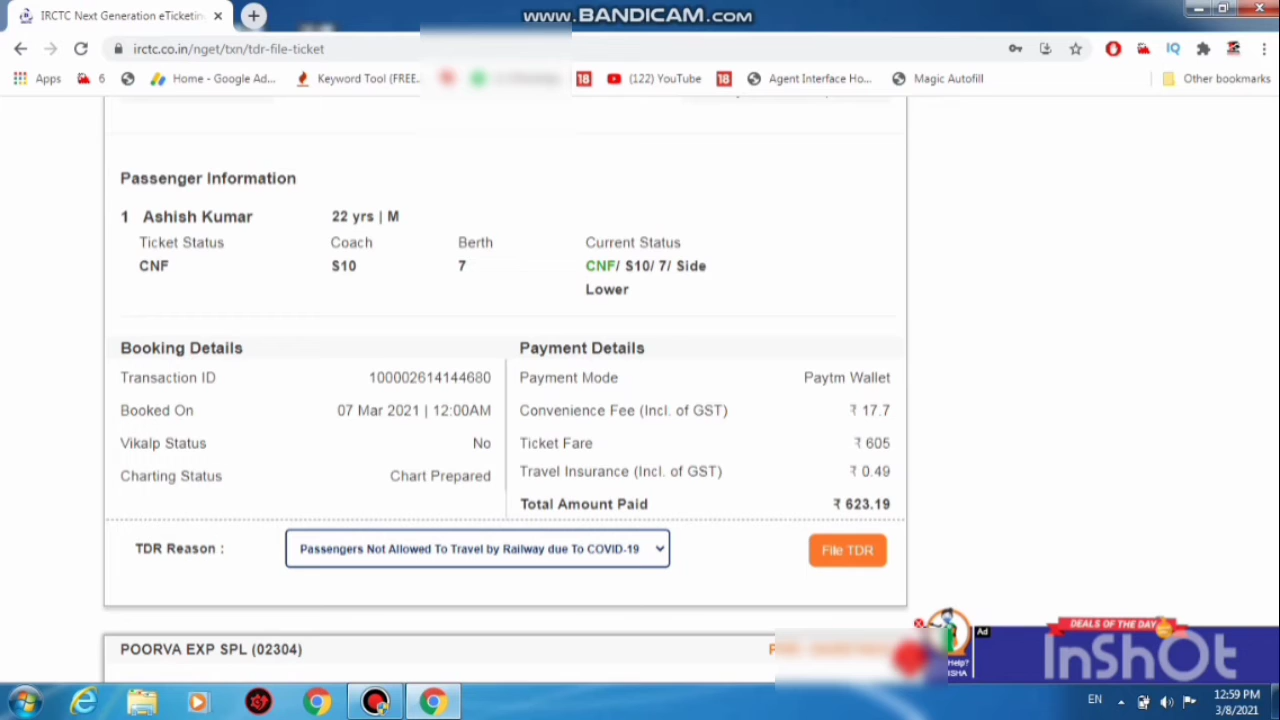 IRCTC Next Generation eTicketin
www.BANDICAM.com
irctc.co.in/nget/txn/tdr-file-ticket
IQ
Apps
6
Home - Google Ad...
Keyword Tool (FREE...
18
(122) YouTube
18
Agent Interface Ho...
Magic Autofill
Other bookmarks
Passenger Information
1 Ashish Kumar 22 yrs | M
Ticket Status Coach Berth Current Status
CNF S10 7 CNF/ S10/ 7/ Side
Lower
Booking Details Payment Details
Transaction ID 100002614144680 Payment Mode Paytm Wallet
Booked On 07 Mar 2021 | 12:00AM Convenience Fee (Incl. of GST) ₹ 17.7
Vikalp Status No Ticket Fare ₹ 605
Charting Status Chart Prepared Travel Insurance (Incl. of GST) ₹ 0.49
Total Amount Paid ₹ 623.19
TDR Reason : Passengers Not Allowed To Travel by Railway due To COVID-19 File TDR
POORVA EXP SPL (02304)
Ad
DEALS OF THE DAY
InShOt
EN
12:59 PM
3/8/2021